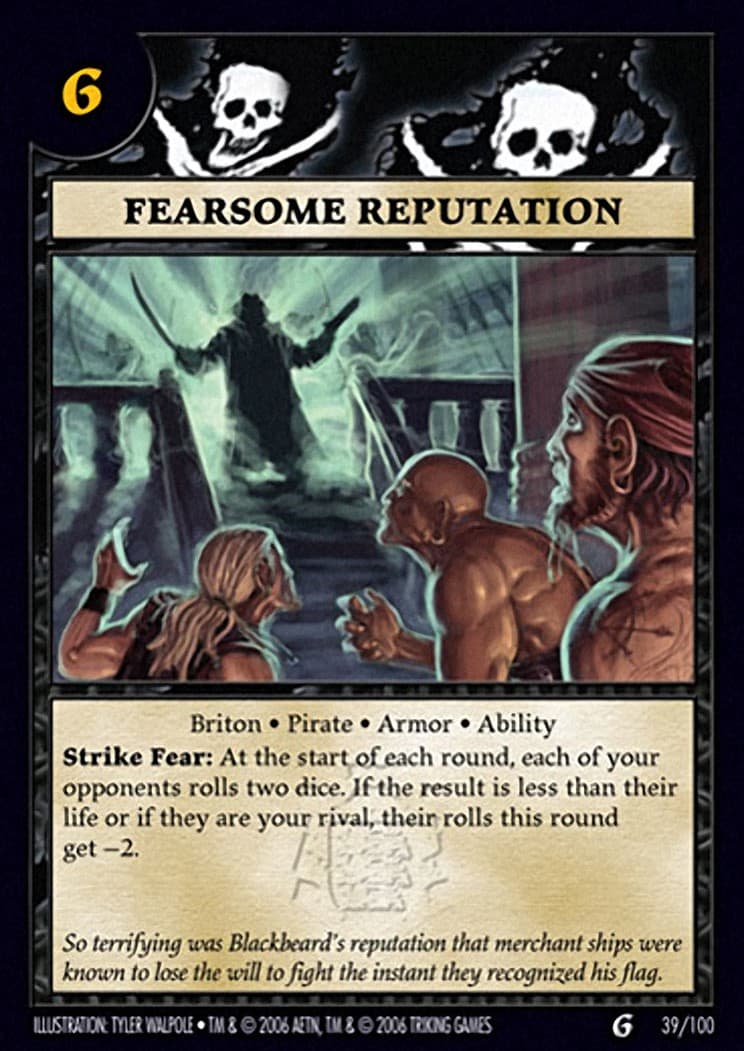 6
FEARSOME REPUTATION
Briton • Pirate • Armor • Ability
Strike Fear: At the start of each round, each of your
opponents rolls two dice. If the result is less than their
life or if they are your rival, their rolls this round
get −2.
So terrifying was Blackbeard's reputation that merchant ships were
known to lose the will to fight the instant they recognized his flag.
ILLUSTRATION: TYLER WALPOLE • TM & © 2006 AETN, TM & © 2006 TRIKING GAMES G 39/100